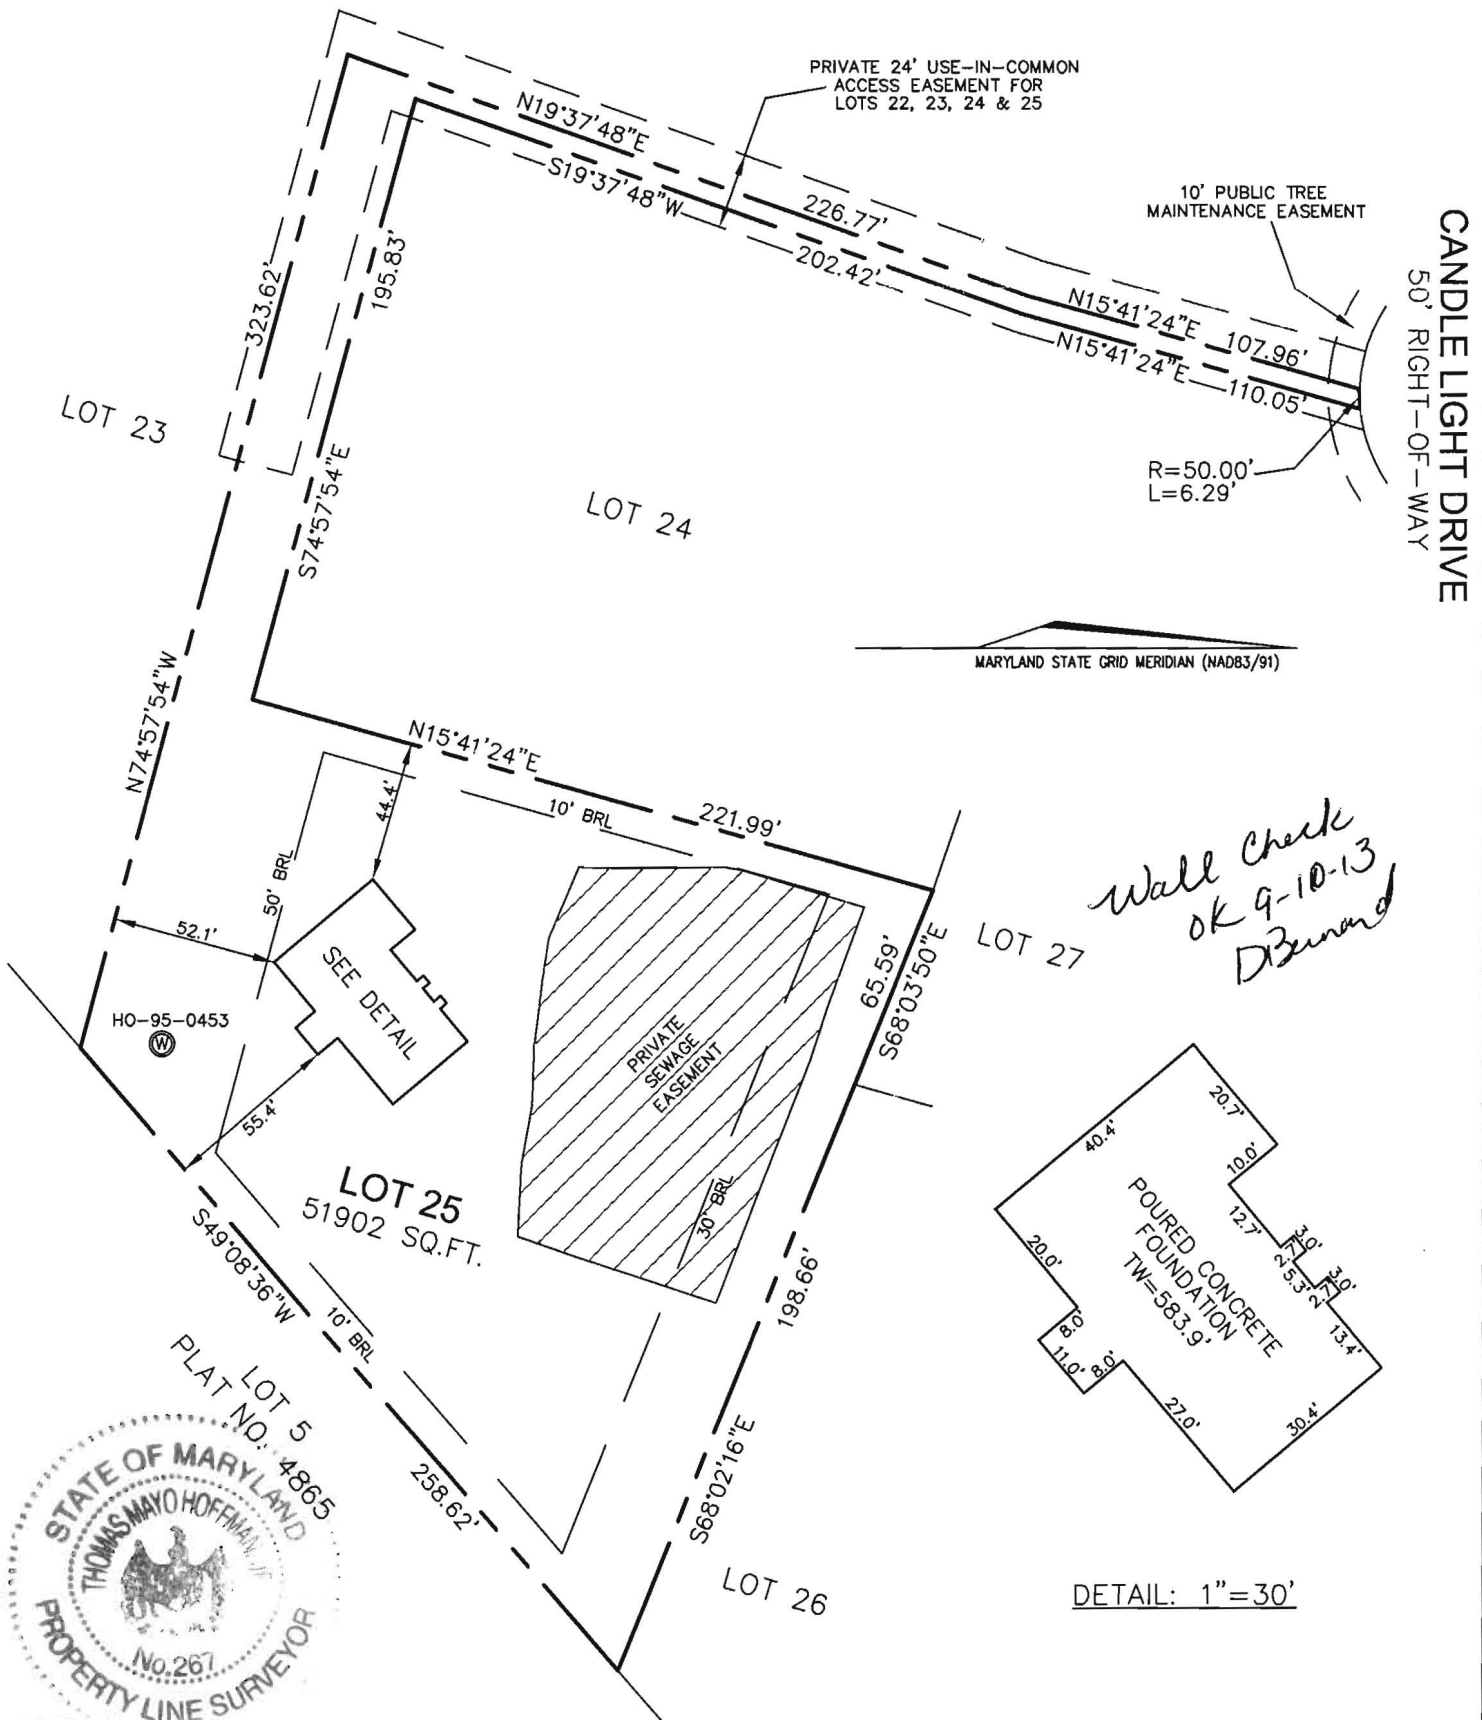 PRIVATE 24' USE-IN-COMMON
ACCESS EASEMENT FOR
LOTS 22, 23, 24 & 25
10' PUBLIC TREE
MAINTENANCE EASEMENT
CANDLE LIGHT DRIVE
50' RIGHT-OF-WAY
N19°37'48"E
226.77'
S19°37'48"W
202.42'
N15°41'24"E
107.96'
N15°41'24"E
110.05'
R=50.00'
L=6.29'
323.62'
195.83'
LOT 23
S74°57'54"E
LOT 24
MARYLAND STATE GRID MERIDIAN (NAD83/91)
N74°57'54"W
N15°41'24"E
221.99'
44.4'
10' BRL
50' BRL
52.1'
SEE DETAIL
HO-95-0453
W
55.4'
PRIVATE
SEWAGE
EASEMENT
65.59'
S68°03'50"E
LOT 27
Wall Check
OK 9-10-13
LOT 25
51902 SQ.FT.
30' BRL
198.66'
S68°02'16"E
S49°08'36"W
258.62'
10' BRL
LOT 5
PLAT NO. 4865
LOT 26
20.7'
40.4'
10.0'
12.7'
3.0'
2.7'
5.3'
3.0'
2.7'
13.4'
20.0'
8.0'
11.0'
8.0'
27.0'
30.4'
POURED CONCRETE
FOUNDATION
TW=583.9'
DETAIL: 1"=30'
STATE OF MARYLAND
THOMAS MAYO HOFFMAN, JR
No.267
PROPERTY LINE SURVEYOR